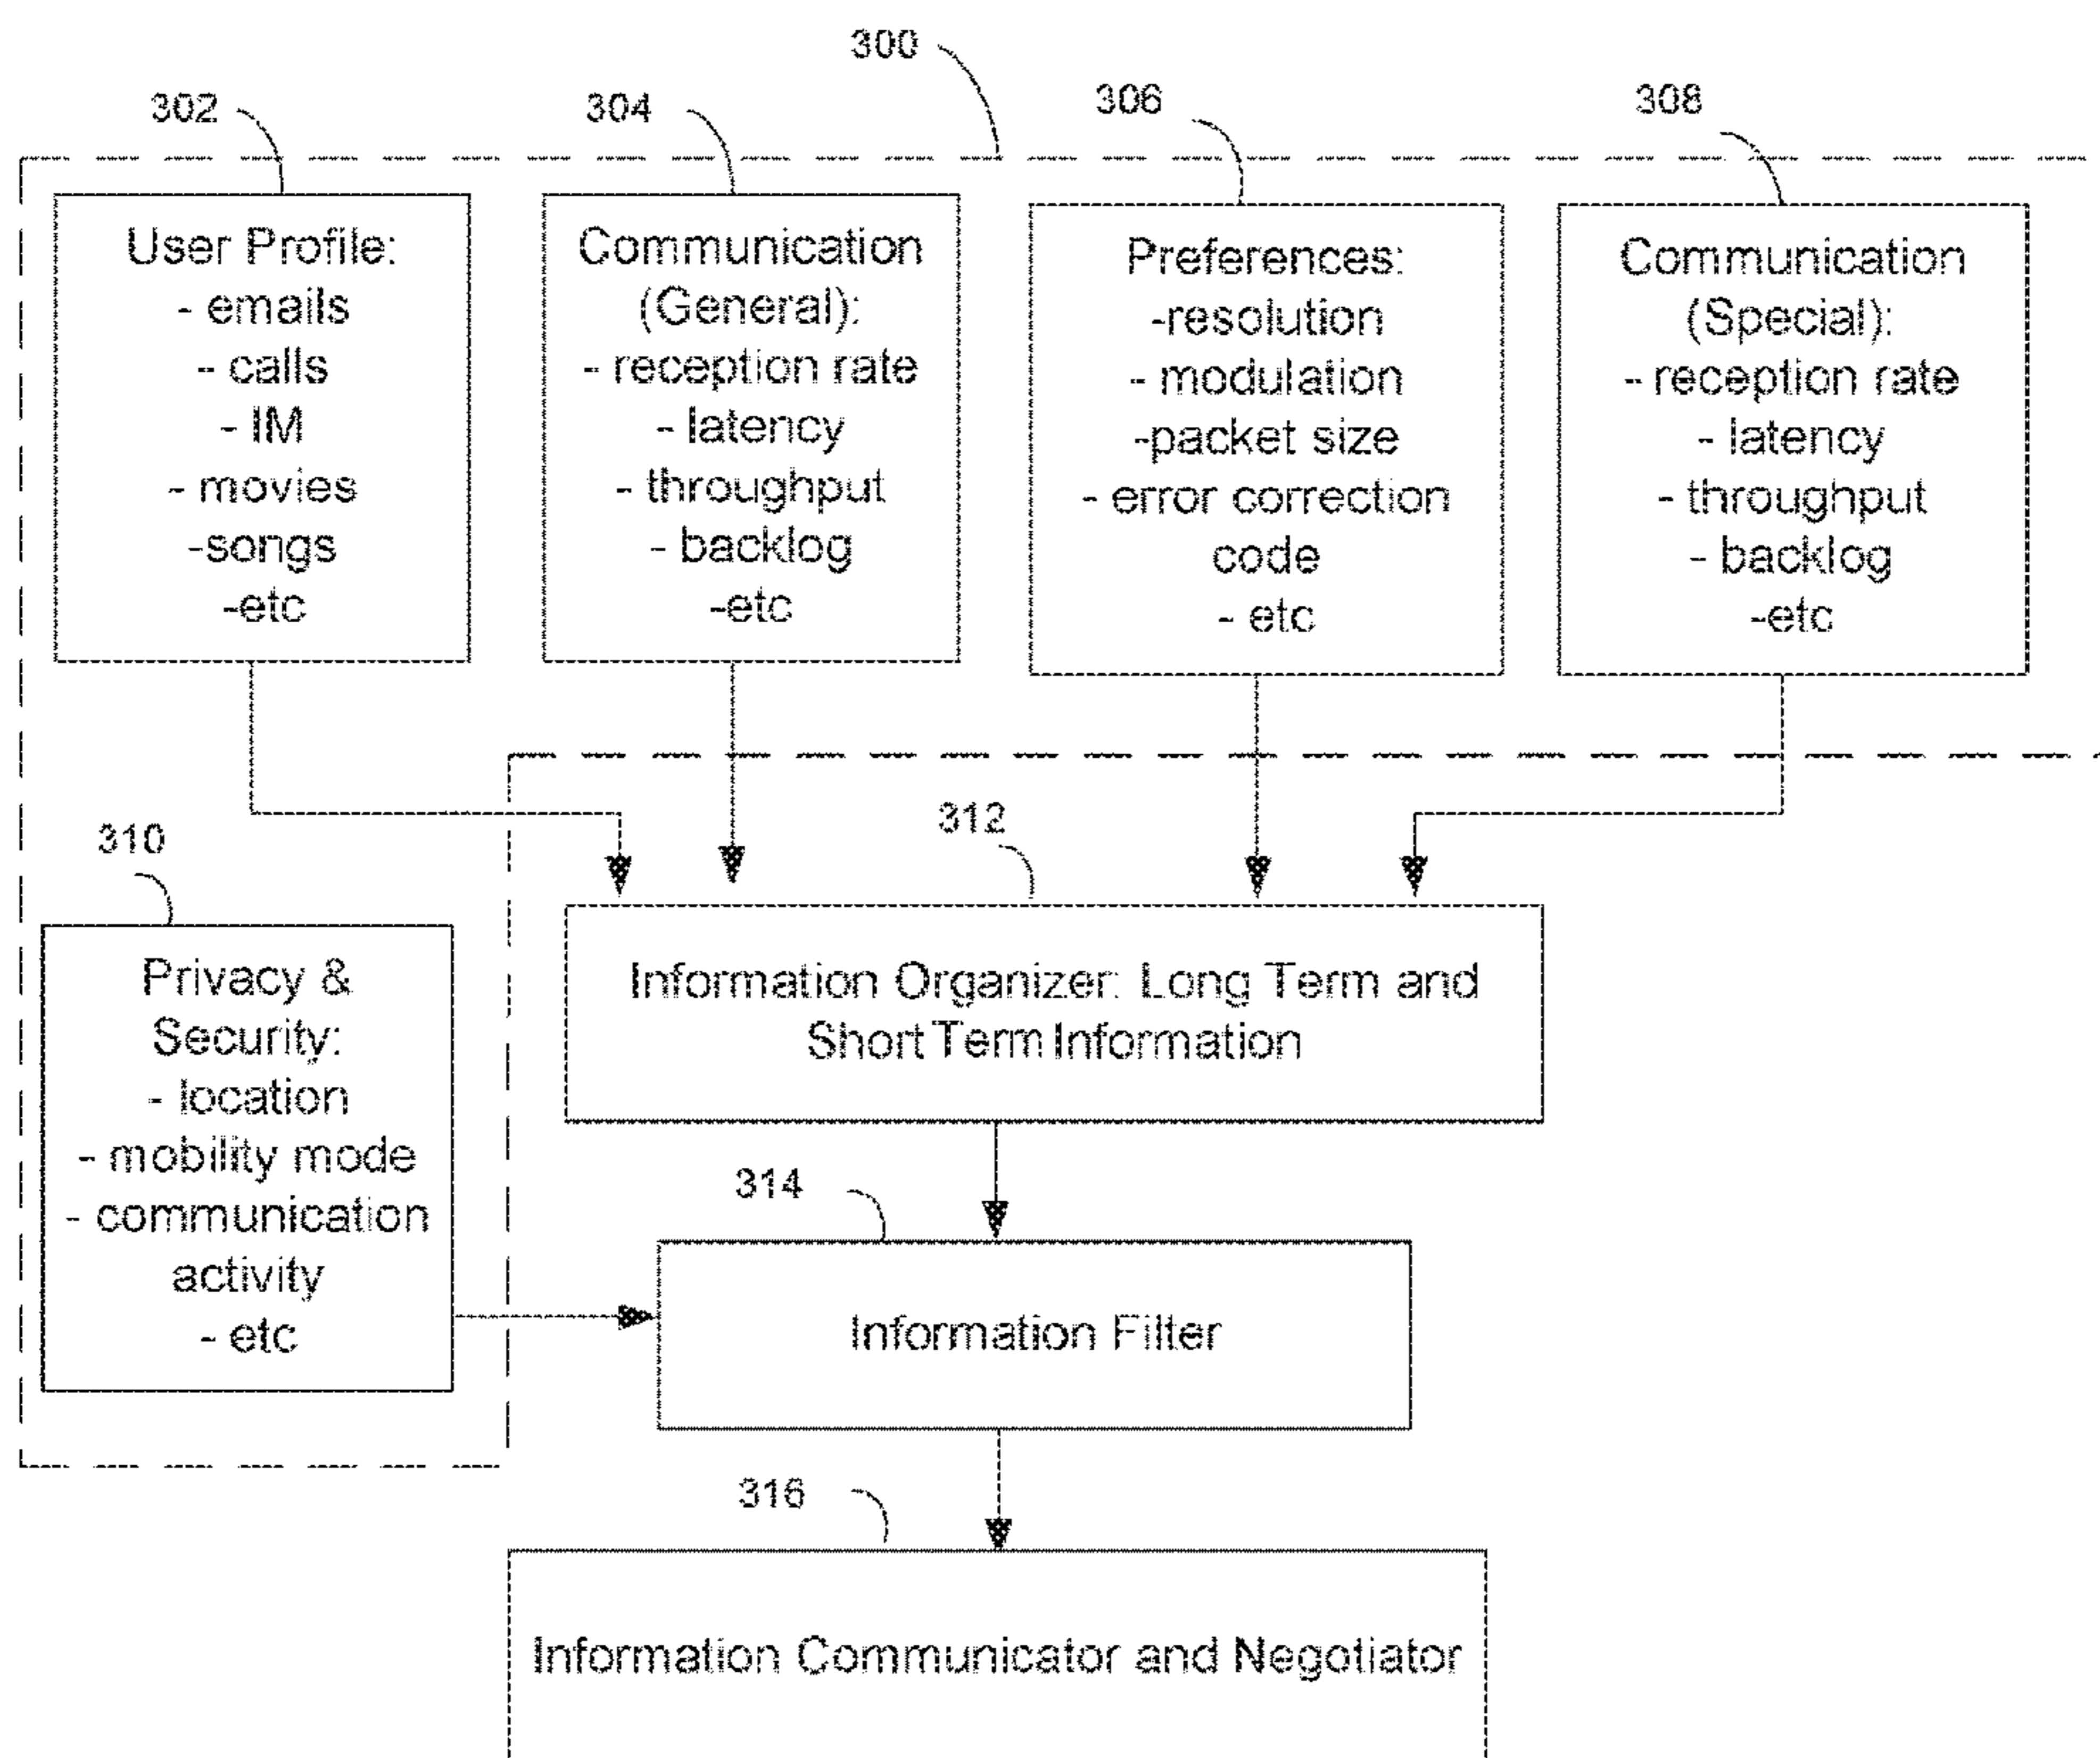 300
302
304
306
308
User Profile:
- emails
- calls
- IM
- movies
-songs
-etc
Communication
(General):
- reception rate
- latency
- throughput
- backlog
-etc
Preferences:
-resolution
- modulation
-packet size
- error correction
code
- etc
Communication
(Special):
- reception rate
- latency
- throughput
- backlog
-etc
310
312
Privacy &
Security:
- location
- mobility mode
- communication
activity
- etc
Information Organizer: Long Term and
Short Term Information
314
Information Filter
316
Information Communicator and Negotiator